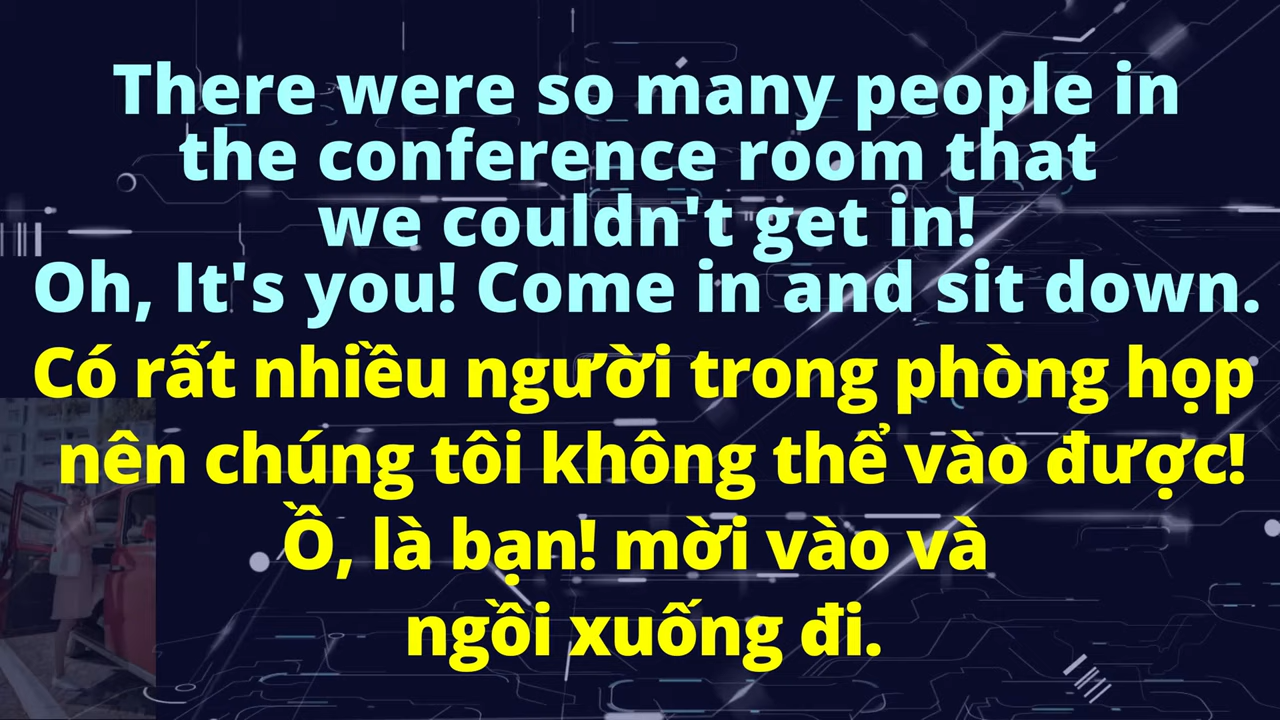 There were so many people in
the conference room that
we couldn't get in!
Oh, It's you! Come in and sit down.
Có rất nhiều người trong phòng họp
nên chúng tôi không thể vào được!
Ồ, là bạn! mời vào và
ngồi xuống đi.